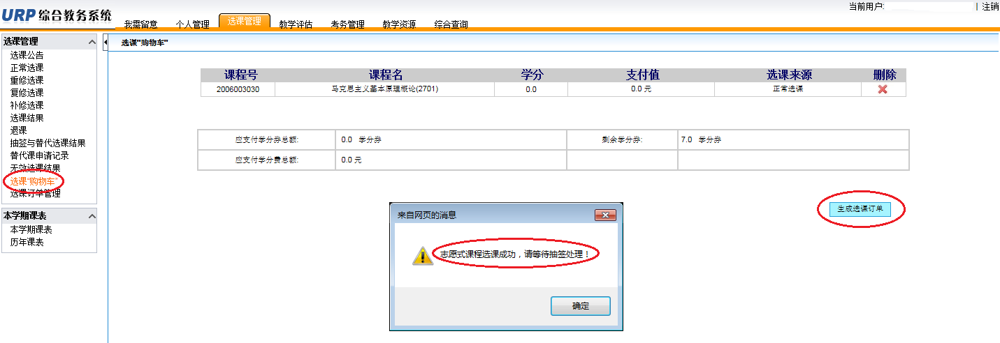 当前用户: | 注销
URP 综合教务系统
我需留意 个人管理 选课管理 教学评估 考务管理 教学资源 综合查询
选课管理
选课公告
正常选课
重修选课
复修选课
补修选课
选课结果
退课
抽签与替代选课结果
替代课申请记录
无效选课结果
选课"购物车"
选课订单管理
本学期课表
本学期课表
历年课表
选课"购物车"
课程号 课程名 学分 支付值 选课来源 删除
2006003030 马克思主义基本原理概论(2701) 0.0 0.0 元 正常选课
应支付学分券总额: 0.0 学分券 剩余学分券: 7.0 学分券
应支付学分费总额: 0.0 元
生成选课订单
来自网页的消息
志愿式课程选课成功，请等待抽签处理！
确定